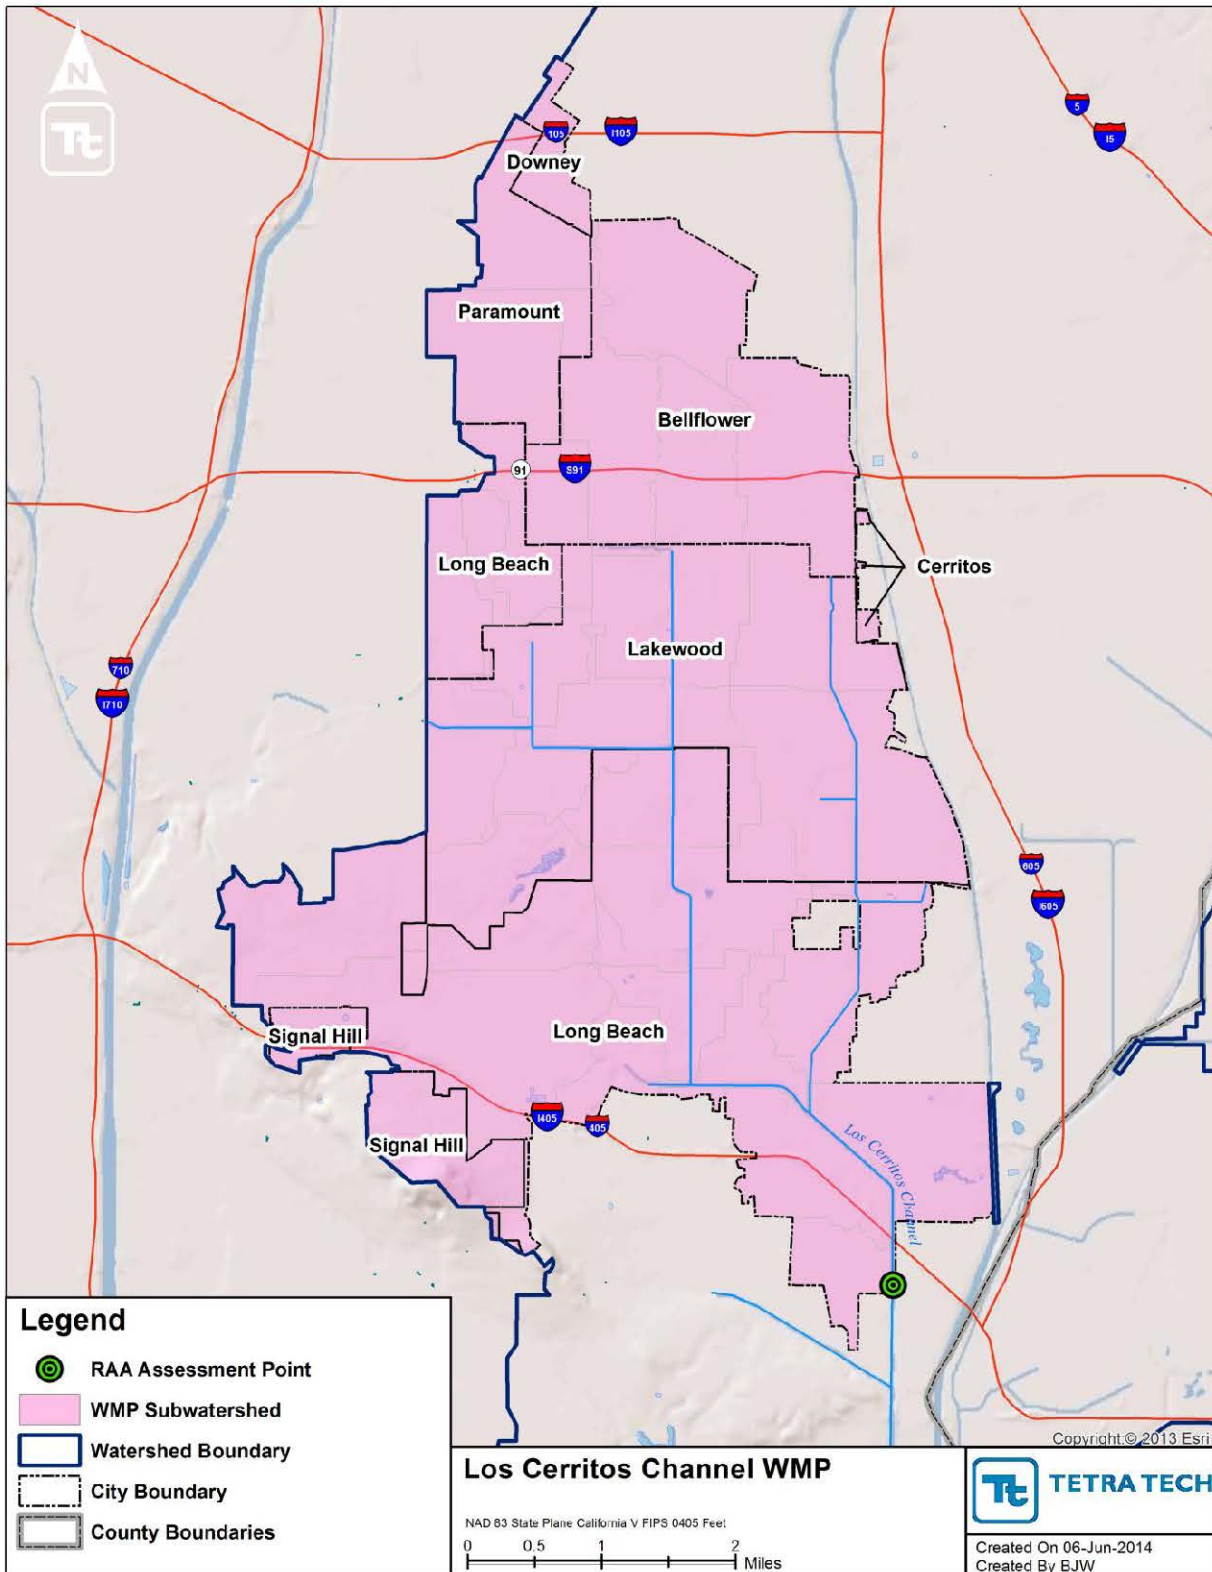 N
Tt
5
I5
105
I105
Downey
Paramount
Bellflower
91
S91
Long Beach
Cerritos
Lakewood
710
I710
605
I605
Signal Hill
Long Beach
I405
405
Signal Hill
Los Cerritos Channel
Legend
RAA Assessment Point
WMP Subwatershed
Watershed Boundary
City Boundary
County Boundaries
Copyright:© 2013 Esri
Los Cerritos Channel WMP
NAD 83 State Plane California V FIPS 0405 Feet
0 0.5 1 2
Miles
Tt TETRA TECH
Created On 06-Jun-2014
Created By BJW